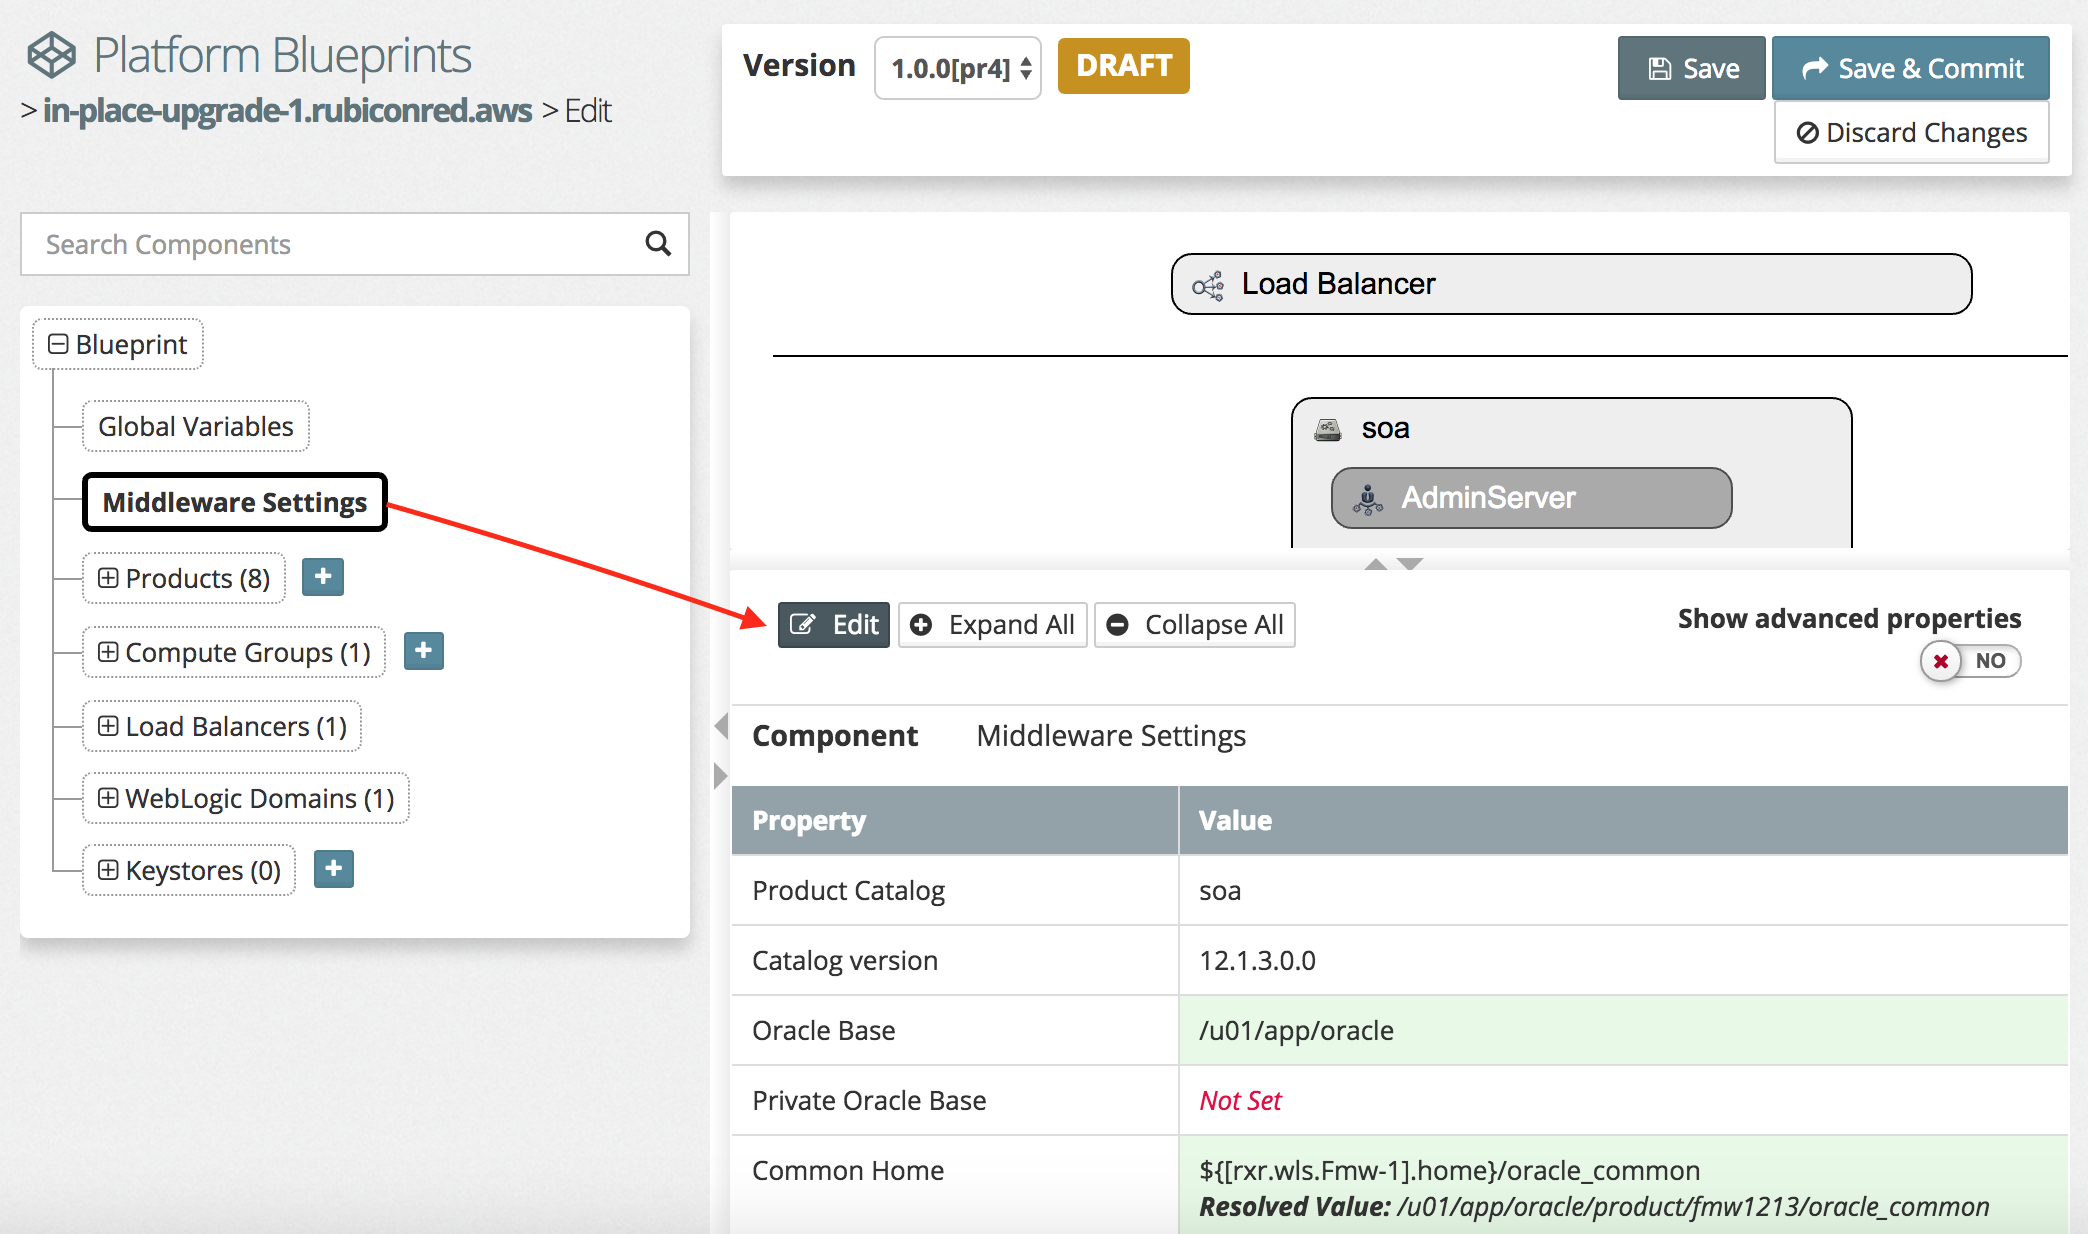 Platform Blueprints
> in-place-upgrade-1.rubiconred.aws > Edit
Version 1.0.0[pr4] DRAFT
Save
Save & Commit
Discard Changes
Search Components
Blueprint
Global Variables
Middleware Settings
Products (8)
Compute Groups (1)
Load Balancers (1)
WebLogic Domains (1)
Keystores (0)
Load Balancer
soa
AdminServer
Edit
Expand All
Collapse All
Show advanced properties
NO
Component Middleware Settings
Property Value
Product Catalog soa
Catalog version 12.1.3.0.0
Oracle Base /u01/app/oracle
Private Oracle Base Not Set
Common Home ${[rxr.wls.Fmw-1].home}/oracle_common
Resolved Value: /u01/app/oracle/product/fmw1213/oracle_common